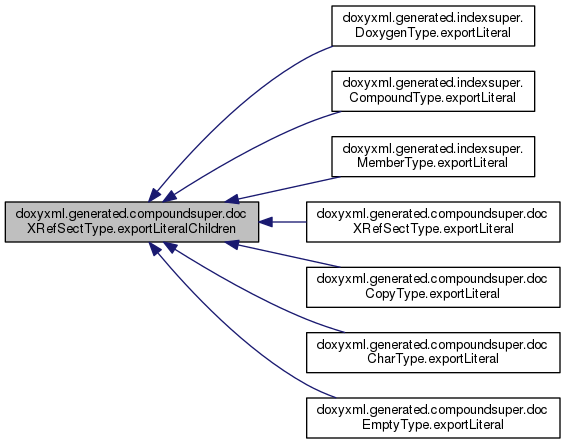 doxyxml.generated.indexsuper.
DoxygenType.exportLiteral
doxyxml.generated.indexsuper.
CompoundType.exportLiteral
doxyxml.generated.indexsuper.
MemberType.exportLiteral
doxyxml.generated.compoundsuper.doc
XRefSectType.exportLiteralChildren
doxyxml.generated.compoundsuper.doc
XRefSectType.exportLiteral
doxyxml.generated.compoundsuper.doc
CopyType.exportLiteral
doxyxml.generated.compoundsuper.doc
CharType.exportLiteral
doxyxml.generated.compoundsuper.doc
EmptyType.exportLiteral